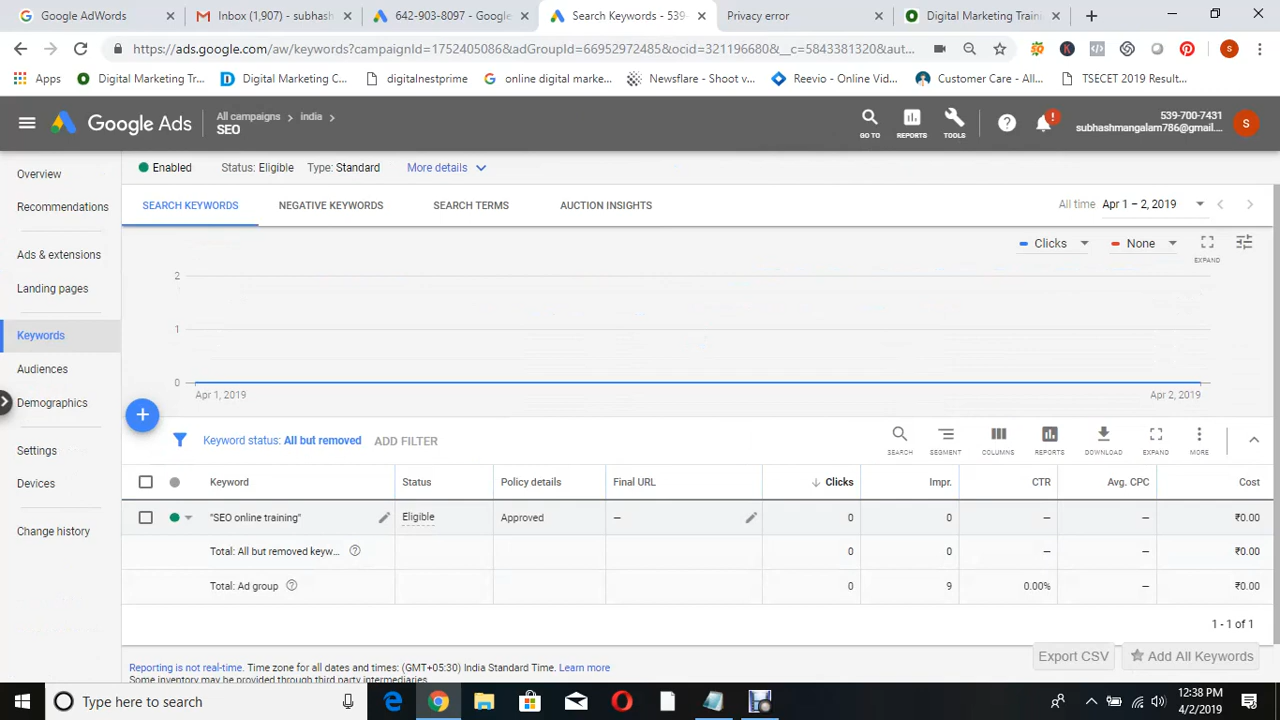 Google AdWords
Inbox (1,907) - subhash
642-903-8097 - Google
Search Keywords - 539-
Privacy error
Digital Marketing Traini
https://ads.google.com/aw/keywords?campaignId=1752405086&adGroupId=66952972485&ocid=321196680&__c=5843381320&aut...
S
Apps
Digital Marketing Tr...
Digital Marketing C...
digitalnestprime
online digital marke...
Newsflare - Shoot v...
Reevio - Online Vid...
Customer Care - All...
TSECET 2019 Result...
Google Ads
All campaigns
india
SEO
GO TO
REPORTS
TOOLS
?
!
539-700-7431
subhashmangalam786@gmail....
S
Overview
Recommendations
Ads & extensions
Landing pages
Keywords
Audiences
Demographics
Settings
Devices
Change history
Enabled
Status: Eligible
Type: Standard
More details
SEARCH KEYWORDS
NEGATIVE KEYWORDS
SEARCH TERMS
AUCTION INSIGHTS
All time
Apr 1 – 2, 2019
Clicks
None
EXPAND
2
1
0
Apr 1, 2019
Apr 2, 2019
Keyword status: All but removed
ADD FILTER
SEARCH
SEGMENT
COLUMNS
REPORTS
DOWNLOAD
EXPAND
MORE
Keyword Status Policy details Final URL Clicks Impr. CTR Avg. CPC Cost
"SEO online training" Eligible Approved – 0 0 – – ₹0.00
Total: All but removed keyw... 0 0 – – ₹0.00
Total: Ad group 0 9 0.00% – ₹0.00
1 - 1 of 1
Export CSV
Add All Keywords
Reporting is not real-time. Time zone for all dates and times: (GMT+05:30) India Standard Time. Learn more
Some inventory may be provided through third party intermediaries.
Type here to search
12:38 PM
4/2/2019